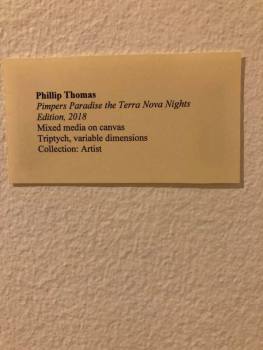 Phillip Thomas
Pimpers Paradise the Terra Nova Nights
Edition, 2018
Mixed media on canvas
Triptych, variable dimensions
Collection: Artist